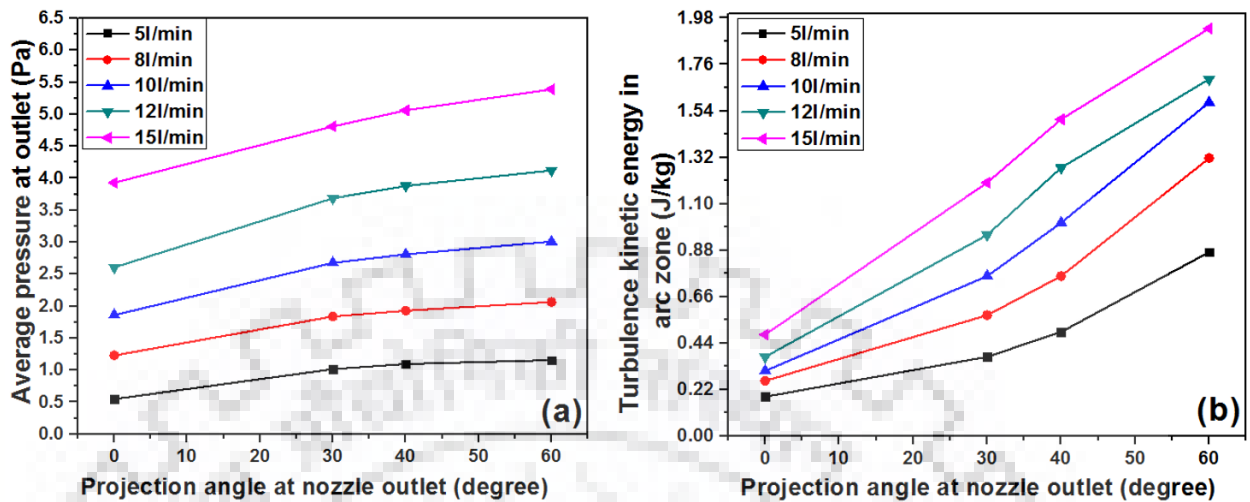 6.5
6.0
5.5
5.0
4.5
4.0
3.5
3.0
2.5
2.0
1.5
1.0
0.5
0.0
Average pressure at outlet (Pa)
5l/min
8l/min
10l/min
12l/min
15l/min
(a)
0 10 20 30 40 50 60
Projection angle at nozzle outlet (degree)
1.98
1.76
1.54
1.32
1.10
0.88
0.66
0.44
0.22
0.00
Turbulence kinetic energy in
arc zone (J/kg)
5l/min
8l/min
10l/min
12l/min
15l/min
(b)
0 10 20 30 40 50 60
Projection angle at nozzle outlet (degree)